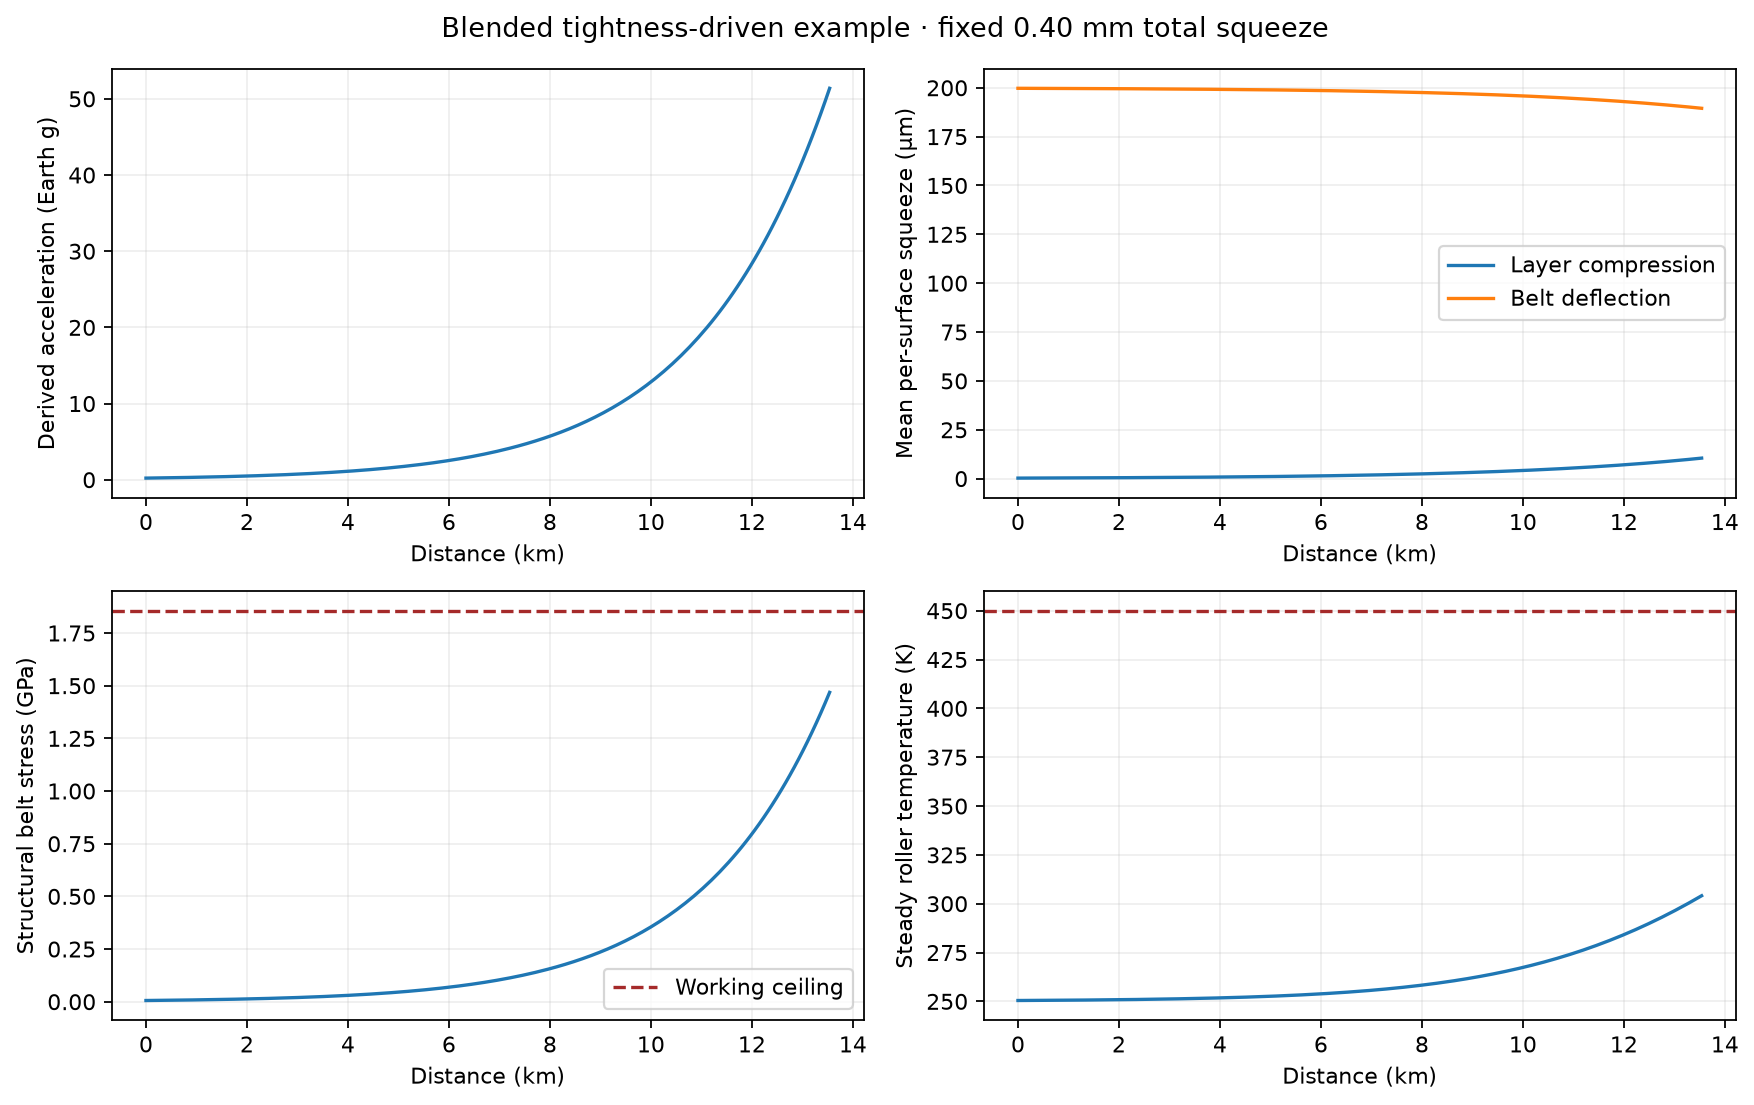 Blended tightness-driven example · fixed 0.40 mm total squeeze
Derived acceleration (Earth g)
50
40
30
20
10
0
0 2 4 6 8 10 12 14
Distance (km)
Mean per-surface squeeze (µm)
200
175
150
125
100
75
50
25
0
Layer compression
Belt deflection
0 2 4 6 8 10 12 14
Distance (km)
Structural belt stress (GPa)
1.75
1.50
1.25
1.00
0.75
0.50
0.25
0.00
Working ceiling
0 2 4 6 8 10 12 14
Distance (km)
Steady roller temperature (K)
450
425
400
375
350
325
300
275
250
0 2 4 6 8 10 12 14
Distance (km)